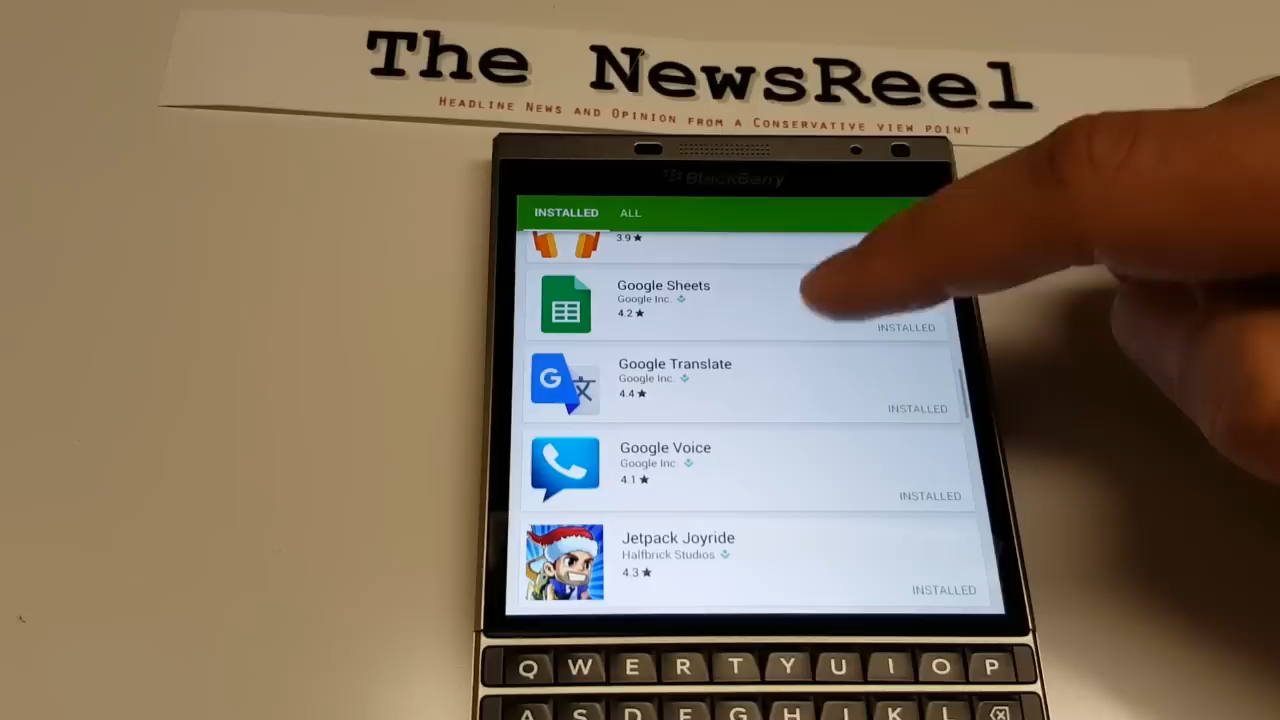 The NewsReel
Headline News and Opinion from a Conservative view point
BlackBerry
INSTALLED ALL
3.9★
Google Sheets
Google Inc.
4.2★
INSTALLED
Google Translate
Google Inc.
4.4★
INSTALLED
Google Voice
Google Inc
4.1★
INSTALLED
Jetpack Joyride
Halfbrick Studios
4.3★
INSTALLED
G 文
Q W E R T Y U I O P
A S D F G H J K L